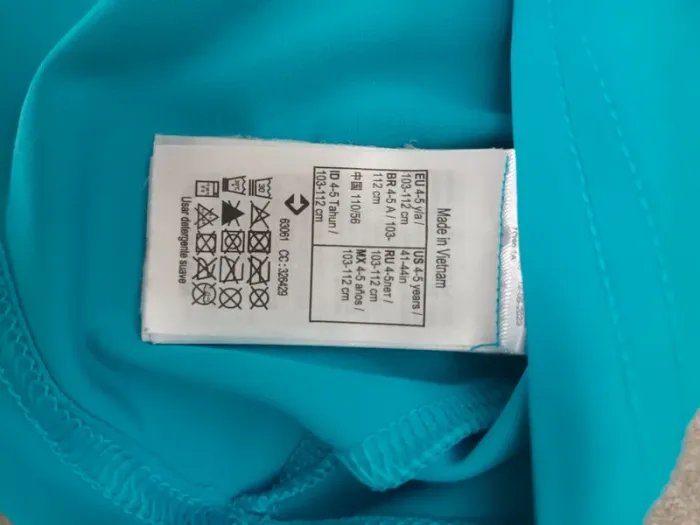 Made in Vietnam
EU 4-5 y/a /
103-112 cm
BR 4-5 A / 103-
112 cm
中国 110/56
ID 4-5 Tahun /
103-112 cm
US 4-5 years /
41-44in
RU 4-5лет /
103-112 cm
MX 4-5 años /
103-112 cm
63061 CC: 326429
30
Usar detergente suave